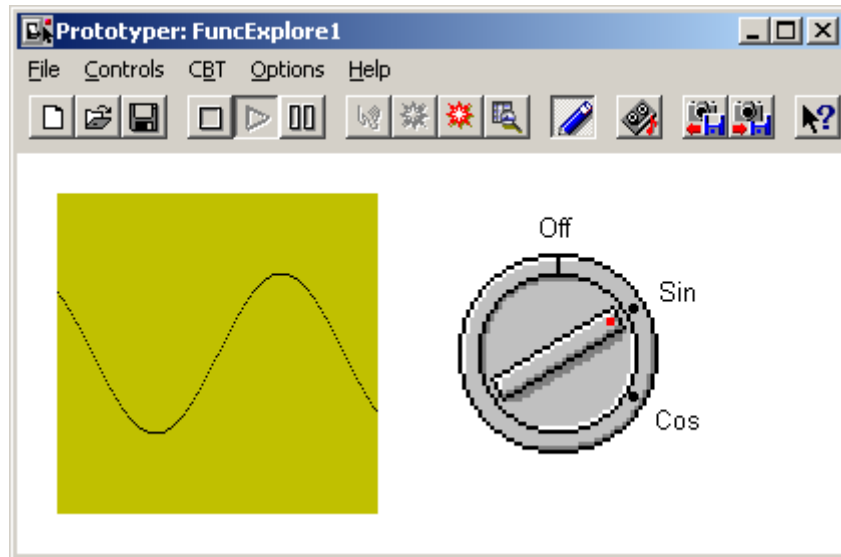 Prototyper: FuncExplore1
File Controls CBT Options Help
Off
Sin
Cos